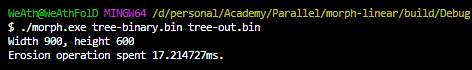 WeAth@WeAthFolD MINGW64 /d/personal/Academy/Parallel/morph-linear/build/Debug
$ ./morph.exe tree-binary.bin tree-out.bin
Width 900, height 600
Erosion operation spent 17.214727ms.